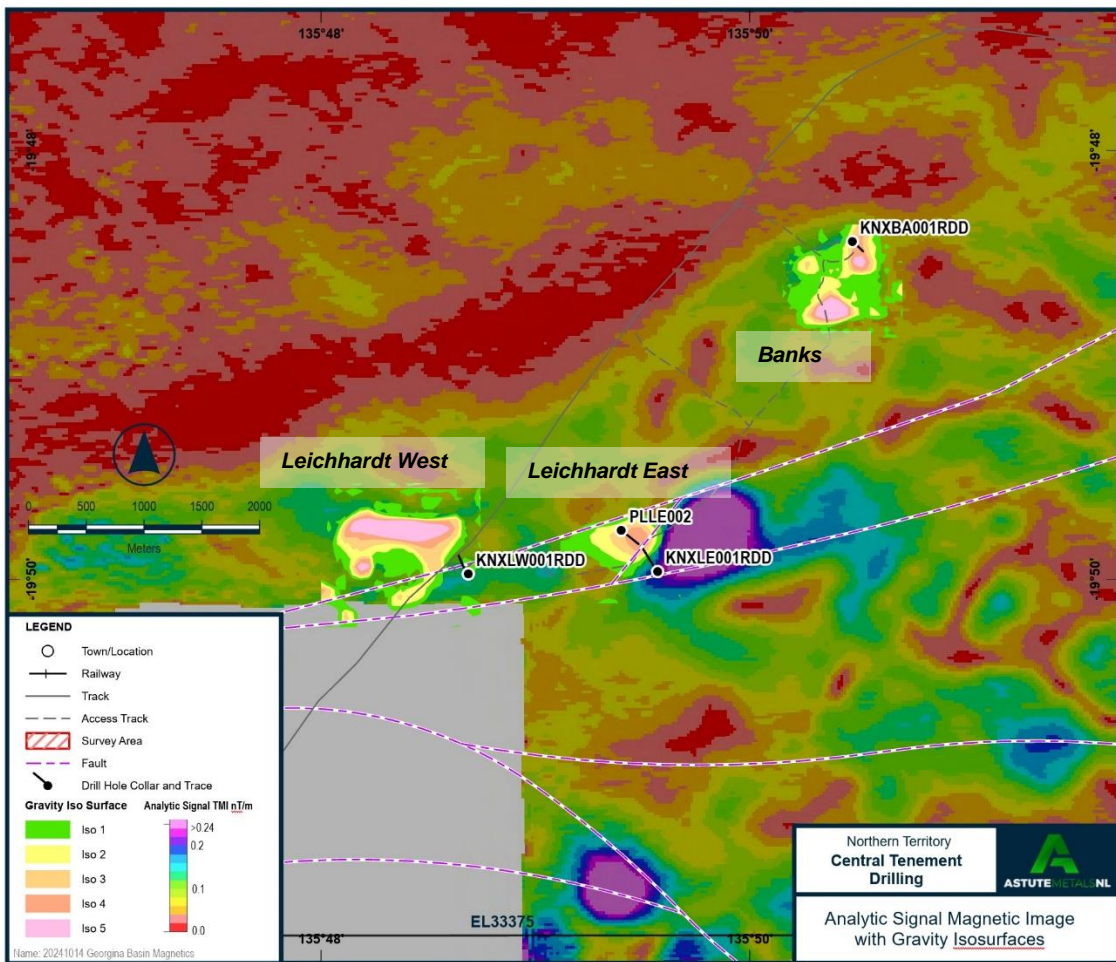 135°48'
135°50'
-19°48'
-19°48'
KNXBA001RDD
Banks
Leichhardt West
Leichhardt East
0 500 1000 1500 2000
Meters
PLLE002
KNXLW001RDD
KNXLE001RDD
-19°50'
-19°50'
LEGEND
Town/Location
Railway
Track
Access Track
Survey Area
Fault
Drill Hole Collar and Trace
Gravity Iso Surface
Iso 1
Iso 2
Iso 3
Iso 4
Iso 5
Analytic Signal TMI nT/m
>0.24
0.2
0.1
0.0
Name: 20241014 Georgina Basin Magnetics
EL33375
135°48'
135°50'
Northern Territory
Central Tenement
Drilling
ASTUTEMETALSNL
Analytic Signal Magnetic Image
with Gravity Isosurfaces